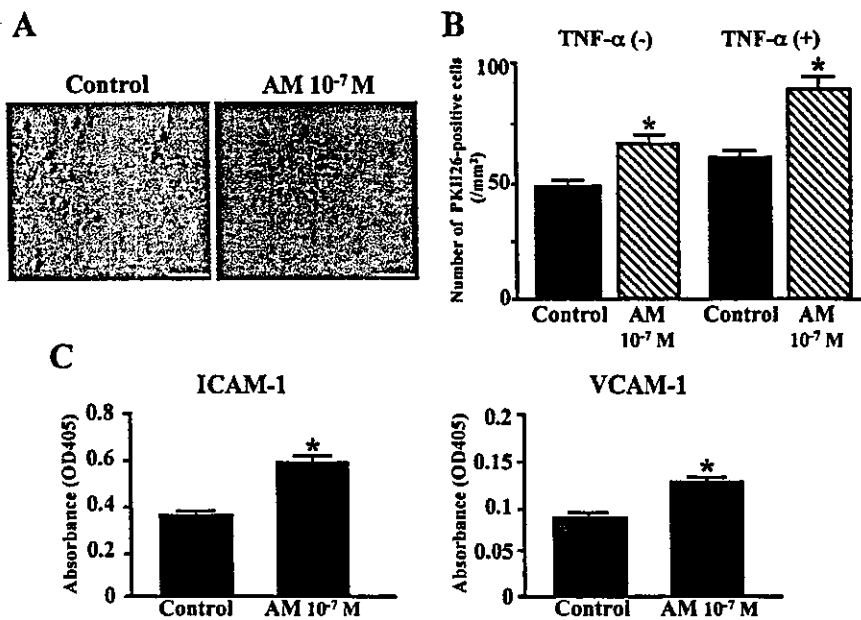 A
Control
AM 10⁻⁷ M
B
TNF-α (-)
TNF-α (+)
Number of PKH26-positive cells
(/mm²)
100
50
0
*
*
Control
AM
10⁻⁷ M
Control
AM
10⁻⁷ M
C
ICAM-1
Absorbance (OD405)
0.8
0.6
0.4
0.2
0
*
Control
AM 10⁻⁷ M
VCAM-1
Absorbance (OD405)
0.2
0.15
0.1
0.05
0
*
Control
AM 10⁻⁷ M